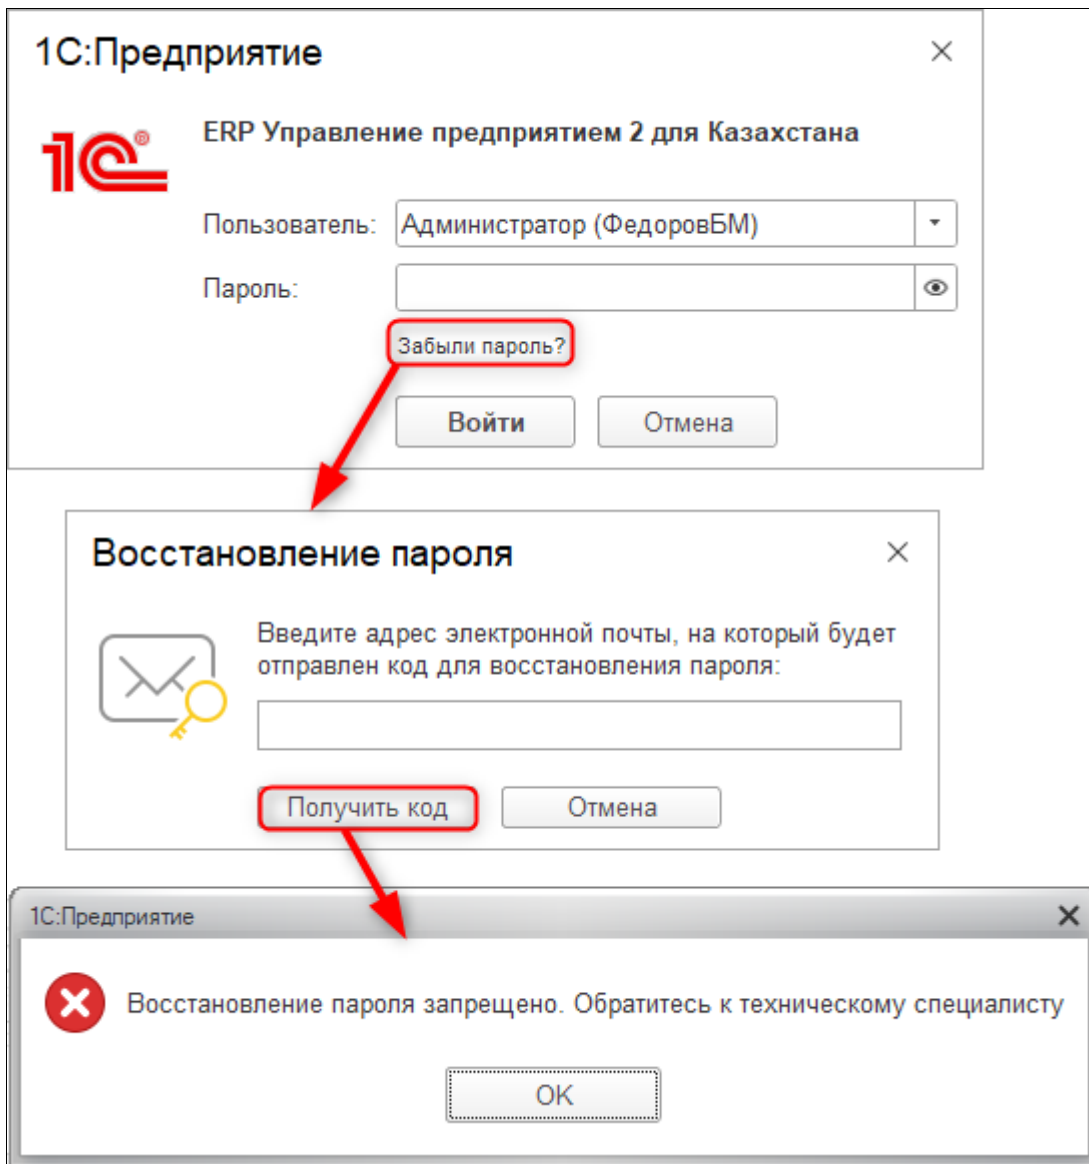 1С:Предприятие
1С®
ERP Управление предприятием 2 для Казахстана
Пользователь: Администратор (ФедоровБМ)
Пароль:
Забыли пароль?
Войти Отмена
Восстановление пароля
Введите адрес электронной почты, на который будет
отправлен код для восстановления пароля:
Получить код Отмена
1С:Предприятие
Восстановление пароля запрещено. Обратитесь к техническому специалисту
OK